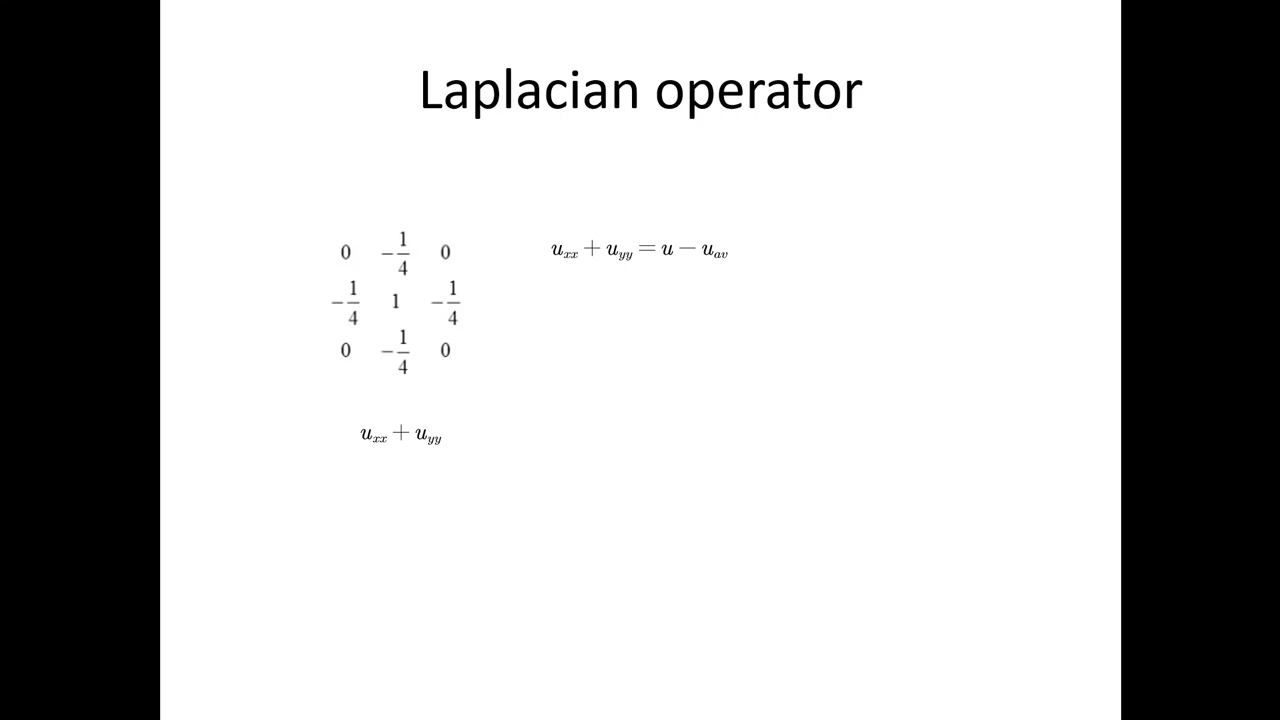 Laplacian operator
0 -1/4 0
-1/4 1 -1/4
0 -1/4 0
u_xx + u_yy = u − u_av
u_xx + u_yy